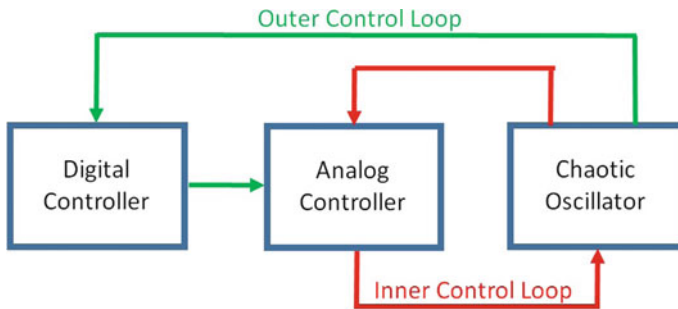 Outer Control Loop
Digital
Controller
Analog
Controller
Chaotic
Oscillator
Inner Control Loop